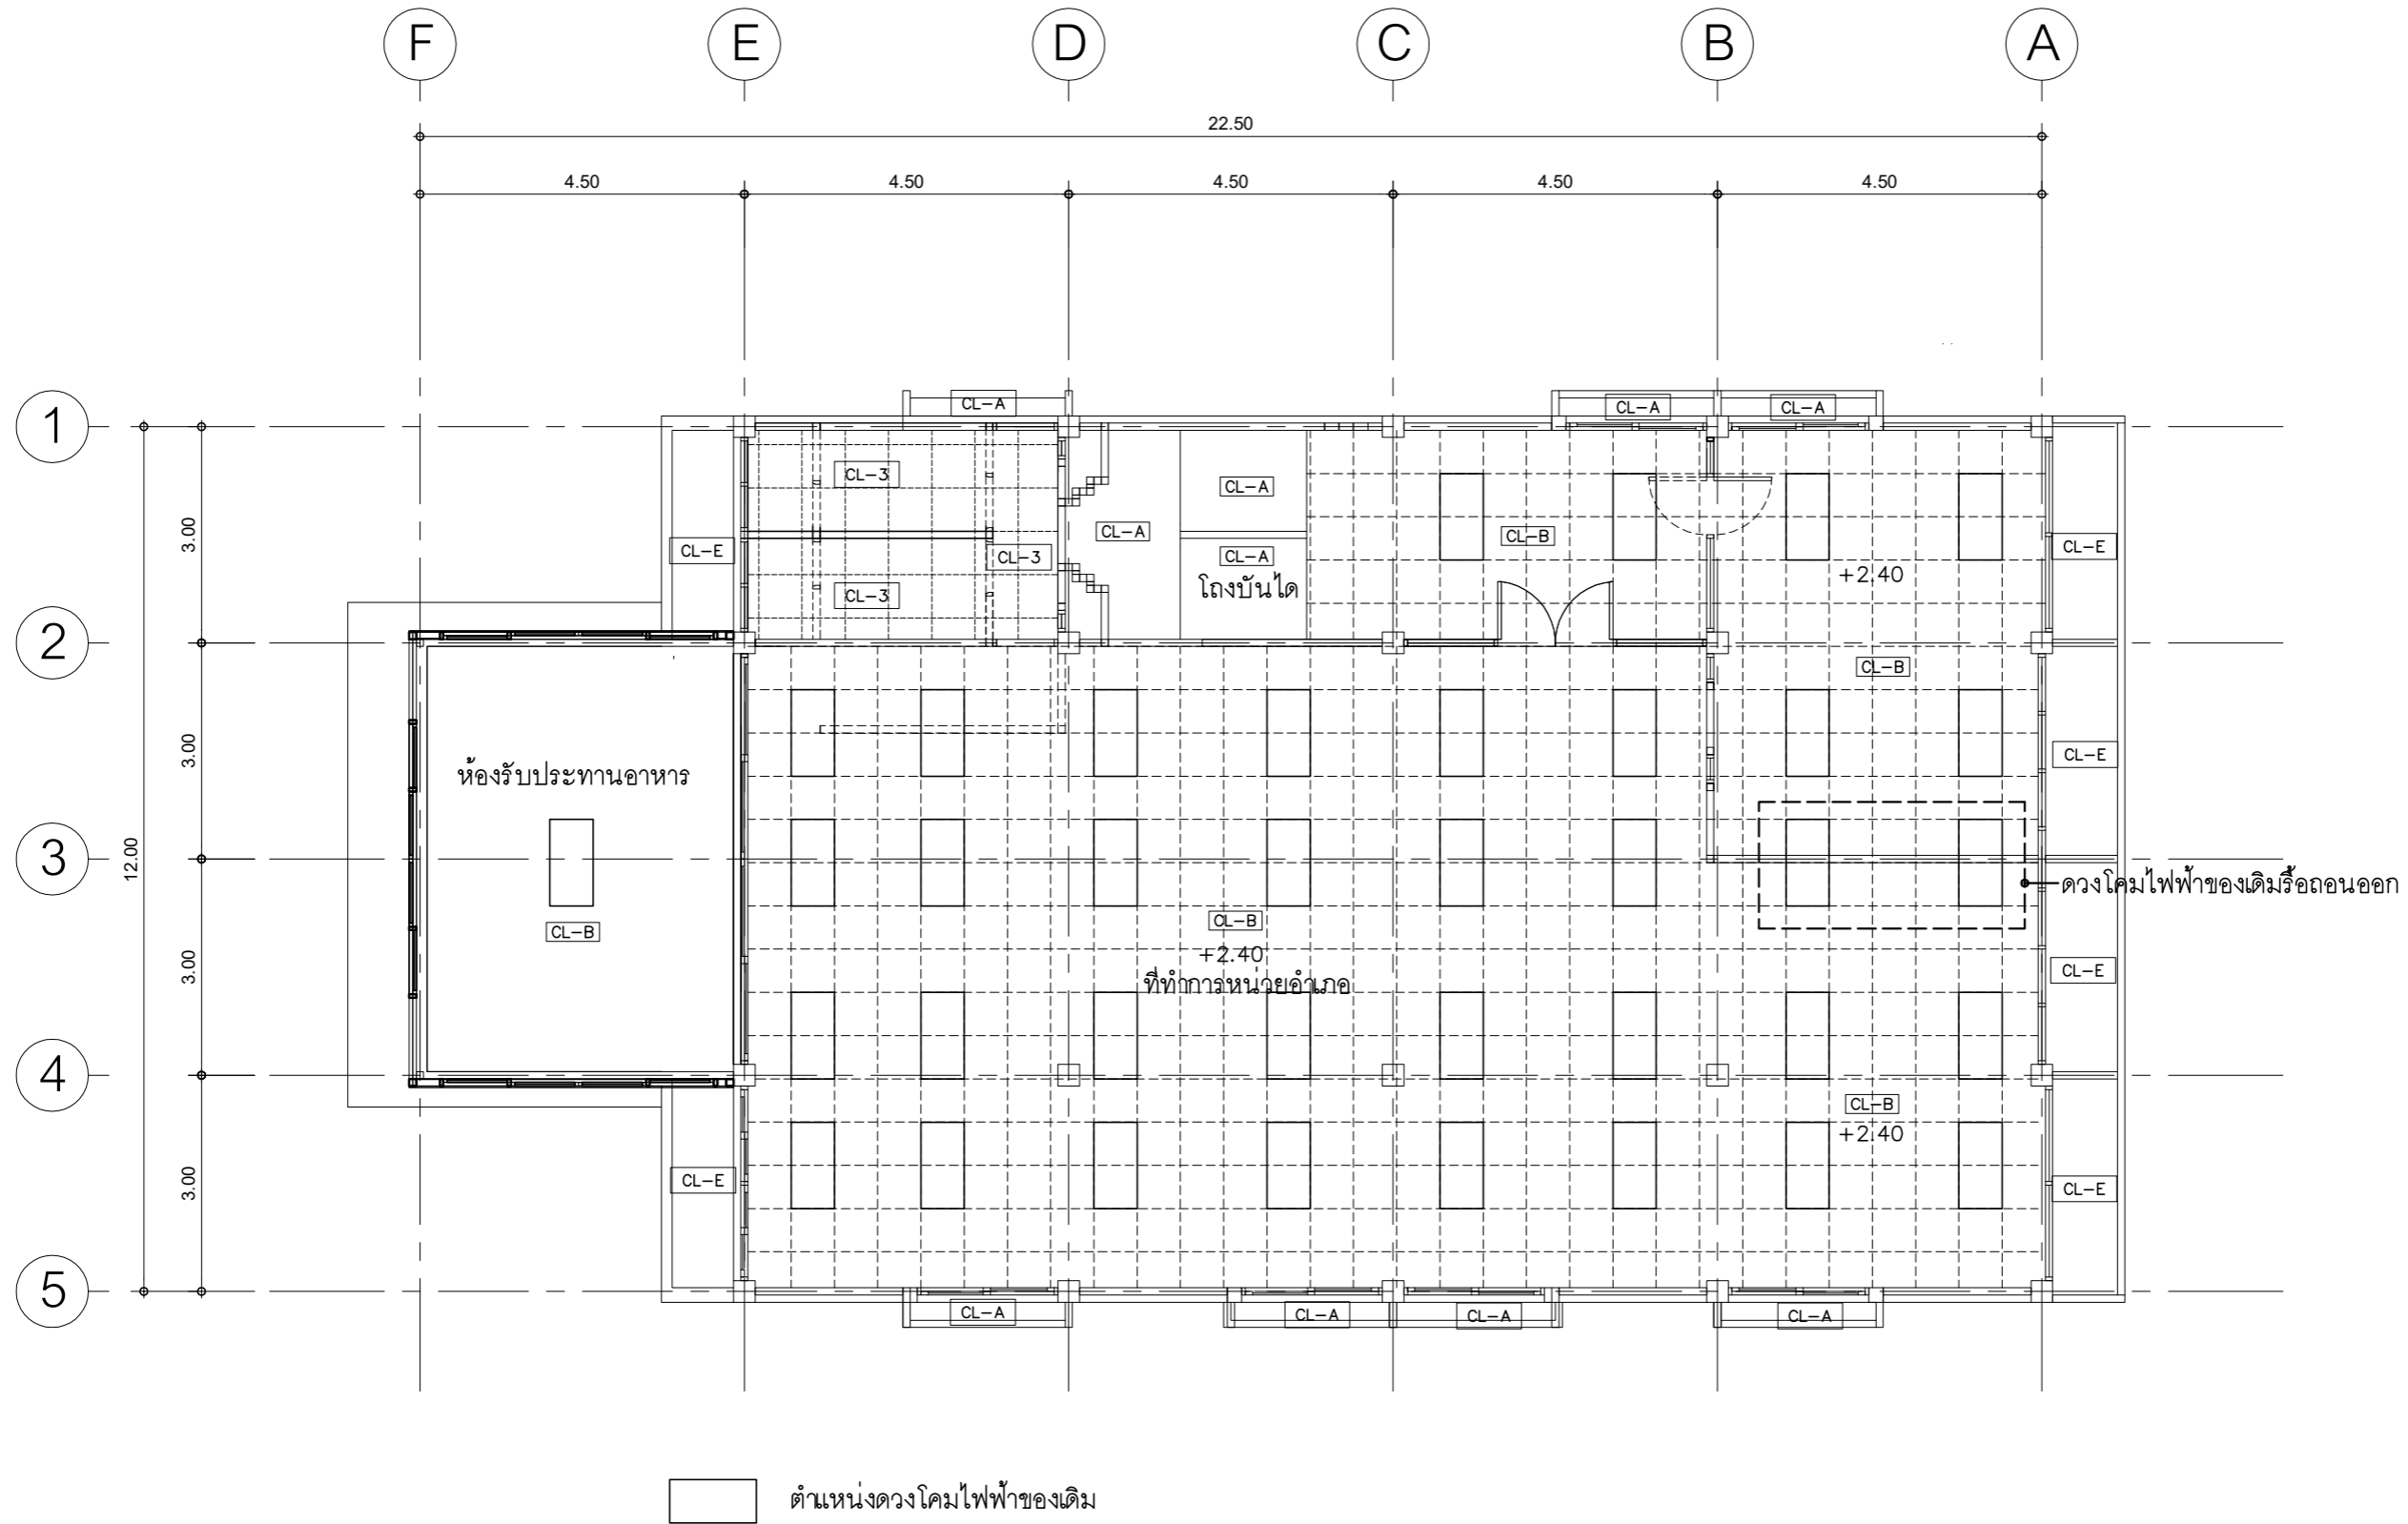 F E D C B A
22.50
4.50 4.50 4.50 4.50 4.50
CL-A CL-A CL-A
1
CL-3 CL-A
3.00 CL-E CL-3 CL-A CL-A CL-B CL-E
+2.40
CL-3 โถงบันได
2
CL-B
3.00 CL-E
ห้องรับประทานอาหาร
3
12.00
ดวงโคมไฟฟ้าของเดิมรื้อถอนออก
CL-B CL-B
+2.40
3.00 CL-E
ที่ทำการหน่วยอำเภอ
4
CL-B
+2.40
3.00 CL-E CL-E
5
CL-A CL-A CL-A CL-A
ตำแหน่งดวงโคมไฟฟ้าของเดิม